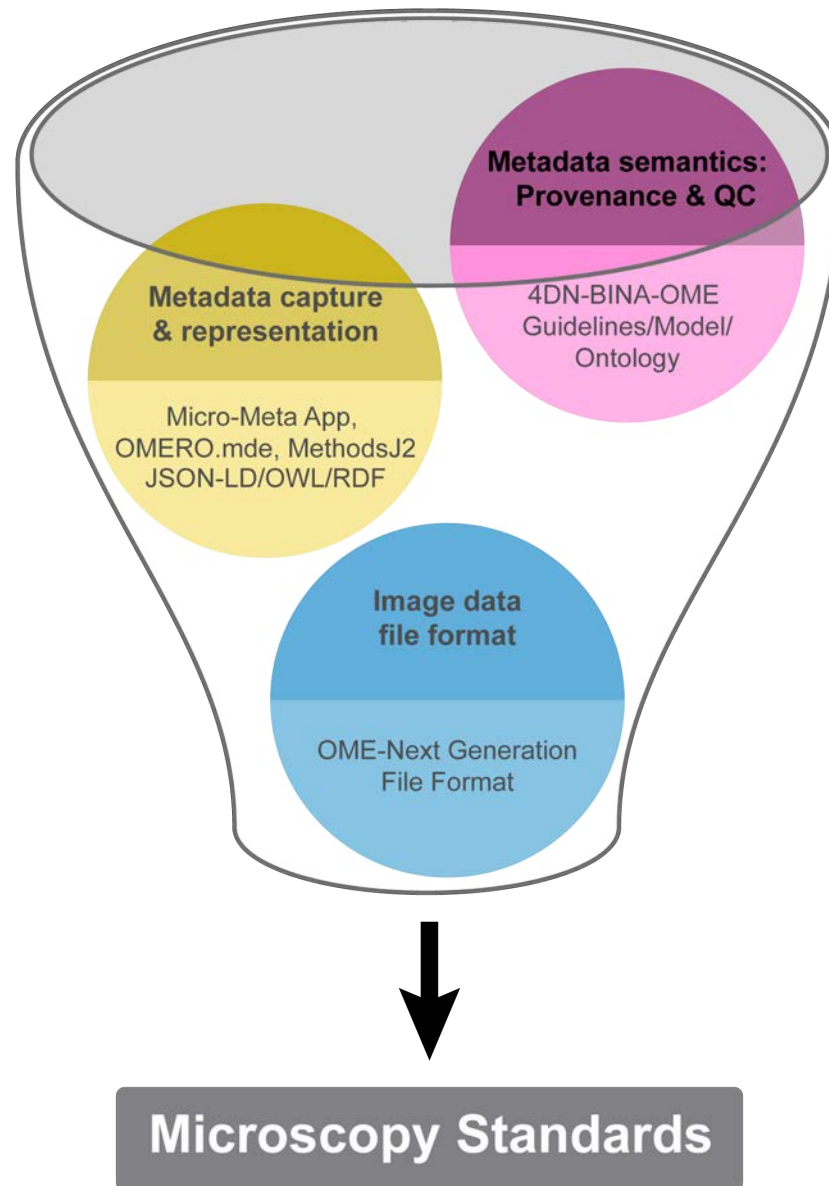 Metadata semantics:
Provenance & QC
4DN-BINA-OME
Guidelines/Model/
Ontology
Metadata capture
& representation
Micro-Meta App,
OMERO.mde, MethodsJ2
JSON-LD/OWL/RDF
Image data
file format
OME-Next Generation
File Format
Microscopy Standards